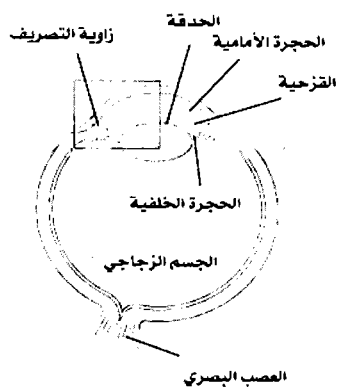 الحدقة
الحجرة الأمامية
زاوية التصريف
القزحية
الحجرة الخلفية
الجسم الزجاجي
العصب البصري